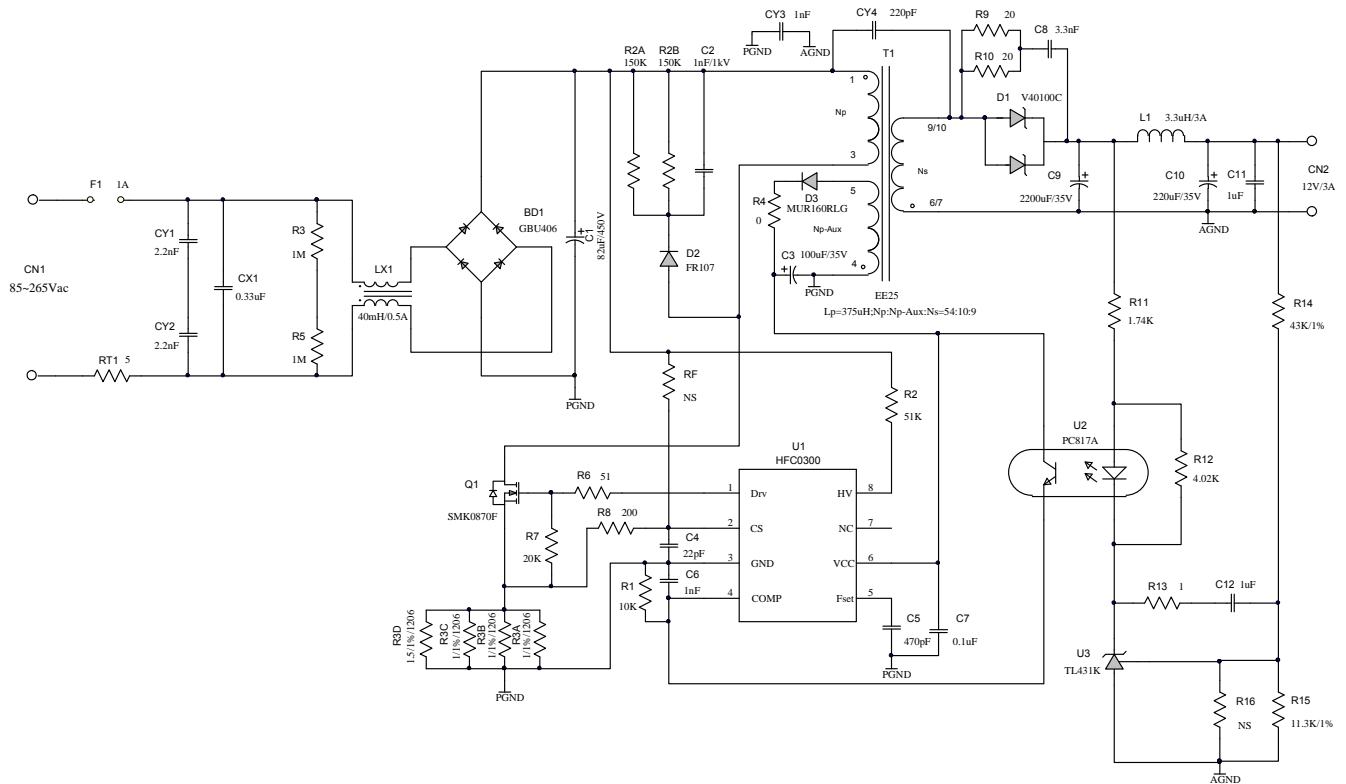 CY3 1nF
PGND
AGND
CY4 220pF
R9 20
R10 20
C8 3.3nF
R2A
150K
R2B
150K
C2
1nF/1kV
T1
1
Np
3
9/10
Ns
6/7
D1 V40100C
L1 3.3uH/3A
C9
2200uF/35V
C10
220uF/35V
C11
1uF
CN2
12V/3A
AGND
F1 1A
CY1
2.2nF
CY2
2.2nF
CN1
85~265Vac
CX1
0.33uF
R3
1M
R5
1M
RT1 5
LX1
40mH/0.5A
BD1
GBU406
C1
82uF/450V
PGND
D2
FR107
R4
0
D3
MUR160RLG
5
Np-Aux
4
C3 100uF/35V
PGND
EE25
Lp=375uH;Np:Np-Aux:Ns=54:10:9
R11
1.74K
R14
43K/1%
RF
NS
R2
51K
U1
HFC0300
1 Drv
2 CS
3 GND
4 COMP
HV 8
NC 7
VCC 6
Fset 5
Q1
SMK0870F
R6 51
R7
20K
R8 200
C4
22pF
C6
1nF
R1
10K
R3D
1.5/1%/1206
R3C
1/1%/1206
R3B
1/1%/1206
R3A
1/1%/1206
PGND
C5
470pF
C7
0.1uF
PGND
U2
PC817A
R12
4.02K
R13 1
C12 1uF
U3
TL431K
R16
NS
R15
11.3K/1%
AGND